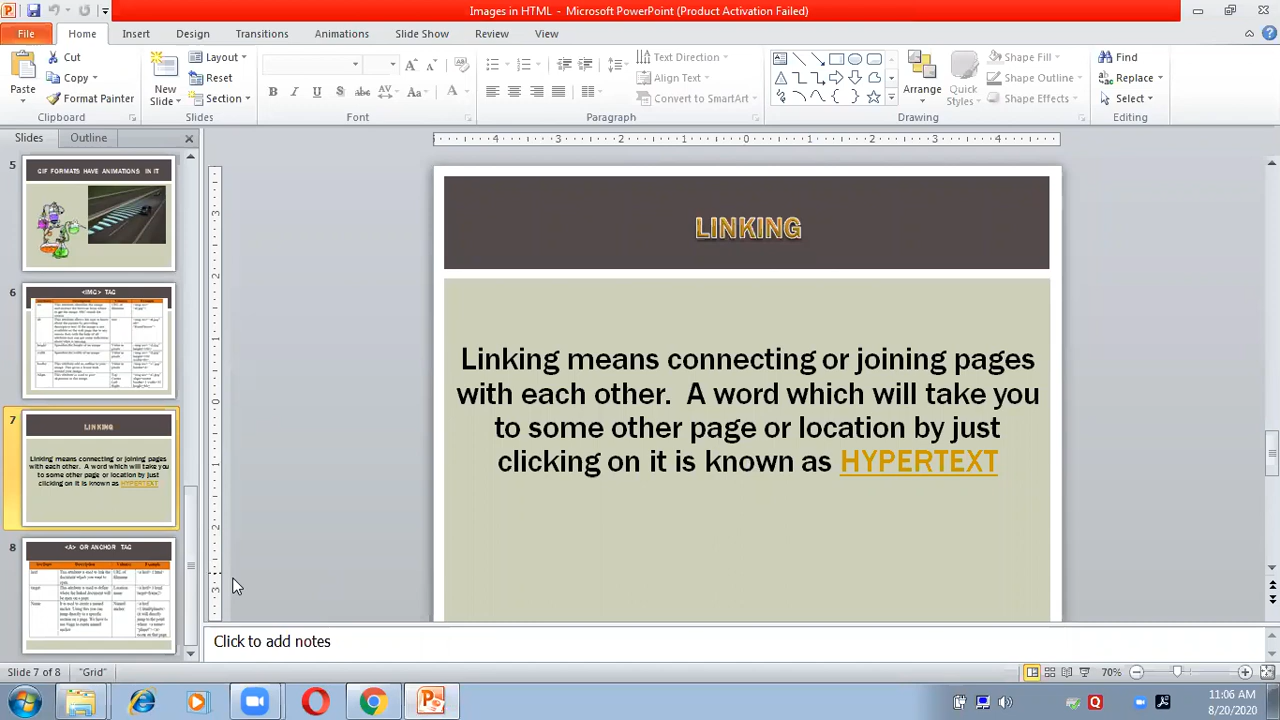 Images in HTML - Microsoft PowerPoint (Product Activation Failed)
File Home Insert Design Transitions Animations Slide Show Review View
Paste
Cut
Copy
Format Painter
Clipboard
New Slide
Layout
Reset
Section
Slides
Font
Text Direction
Align Text
Convert to SmartArt
Paragraph
Arrange
Quick Styles
Shape Fill
Shape Outline
Shape Effects
Drawing
Find
Replace
Select
Editing
Slides Outline
5
GIF FORMATS HAVE ANIMATIONS IN IT
6
<IMG> TAG
7
LINKING
Linking means connecting or joining pages
with each other. A word which will take you
to some other page or location by just
clicking on it is known as HYPERTEXT
8
<A> OR ANCHOR TAG
LINKING
Linking means connecting or joining pages
with each other. A word which will take you
to some other page or location by just
clicking on it is known as HYPERTEXT
Click to add notes
Slide 7 of 8 "Grid" 70%
11:06 AM
8/20/2020